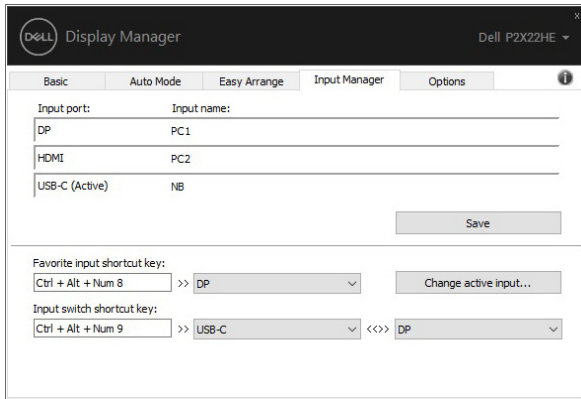 DELL Display Manager Dell P2X22HE
Basic Auto Mode Easy Arrange Input Manager Options
Input port: Input name:
DP PC1
HDMI PC2
USB-C (Active) NB
Save
Favorite input shortcut key:
Ctrl + Alt + Num 8 >> DP Change active input...
Input switch shortcut key:
Ctrl + Alt + Num 9 >> USB-C <<>> DP